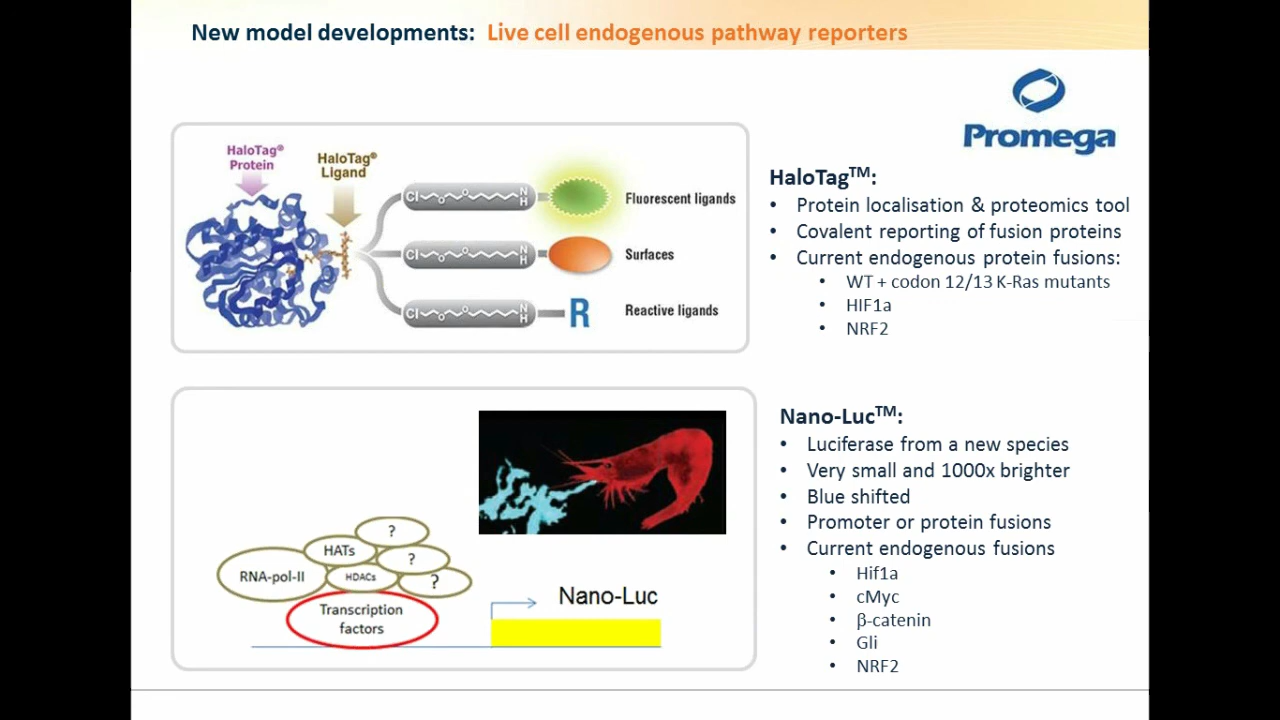 New model developments: Live cell endogenous pathway reporters
Promega
HaloTag®
Protein
HaloTag®
Ligand
Cl O O N H
Fluorescent ligands
Cl O O N H
Surfaces
Cl O O N H
R
Reactive ligands
HaloTag™:
• Protein localisation & proteomics tool
• Covalent reporting of fusion proteins
• Current endogenous protein fusions:
• WT + codon 12/13 K-Ras mutants
• HIF1a
• NRF2
?
HATs
?
RNA-pol-II
HDACs
?
Transcription
factors
Nano-Luc
Nano-Luc™:
• Luciferase from a new species
• Very small and 1000x brighter
• Blue shifted
• Promoter or protein fusions
• Current endogenous fusions
• Hif1a
• cMyc
• β-catenin
• Gli
• NRF2